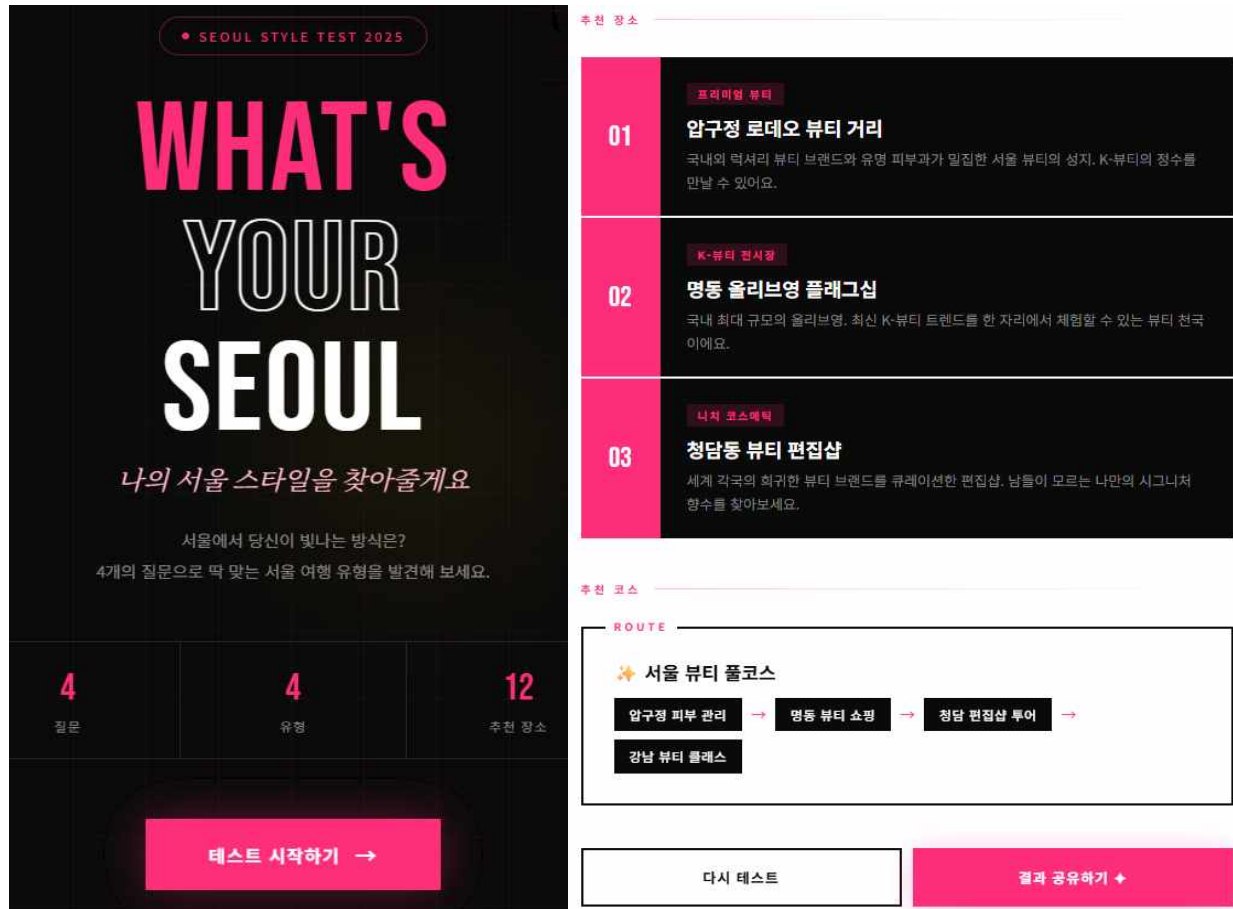 SEOUL STYLE TEST 2025
WHAT'S
YOUR
SEOUL
나의 서울 스타일을 찾아줄게요
서울에서 당신이 빛나는 방식은?
4개의 질문으로 딱 맞는 서울 여행 유형을 발견해 보세요.
4
질문
4
유형
12
추천 장소
테스트 시작하기 →
추천 장소
01
프리미엄 뷰티
압구정 로데오 뷰티 거리
국내외 럭셔리 뷰티 브랜드와 유명 피부과가 밀집한 서울 뷰티의 성지. K-뷰티의 정수를
만날 수 있어요.
02
K-뷰티 전시장
명동 올리브영 플래그십
국내 최대 규모의 올리브영. 최신 K-뷰티 트렌드를 한 자리에서 체험할 수 있는 뷰티 천국
이에요.
03
니치 코스메틱
청담동 뷰티 편집샵
세계 각국의 희귀한 뷰티 브랜드를 큐레이션한 편집샵. 남들이 모르는 나만의 시그니처
향수를 찾아보세요.
추천 코스
ROUTE
✨ 서울 뷰티 풀코스
압구정 피부 관리 → 명동 뷰티 쇼핑 → 청담 편집샵 투어 →
강남 뷰티 클래스
다시 테스트
결과 공유하기 ✦